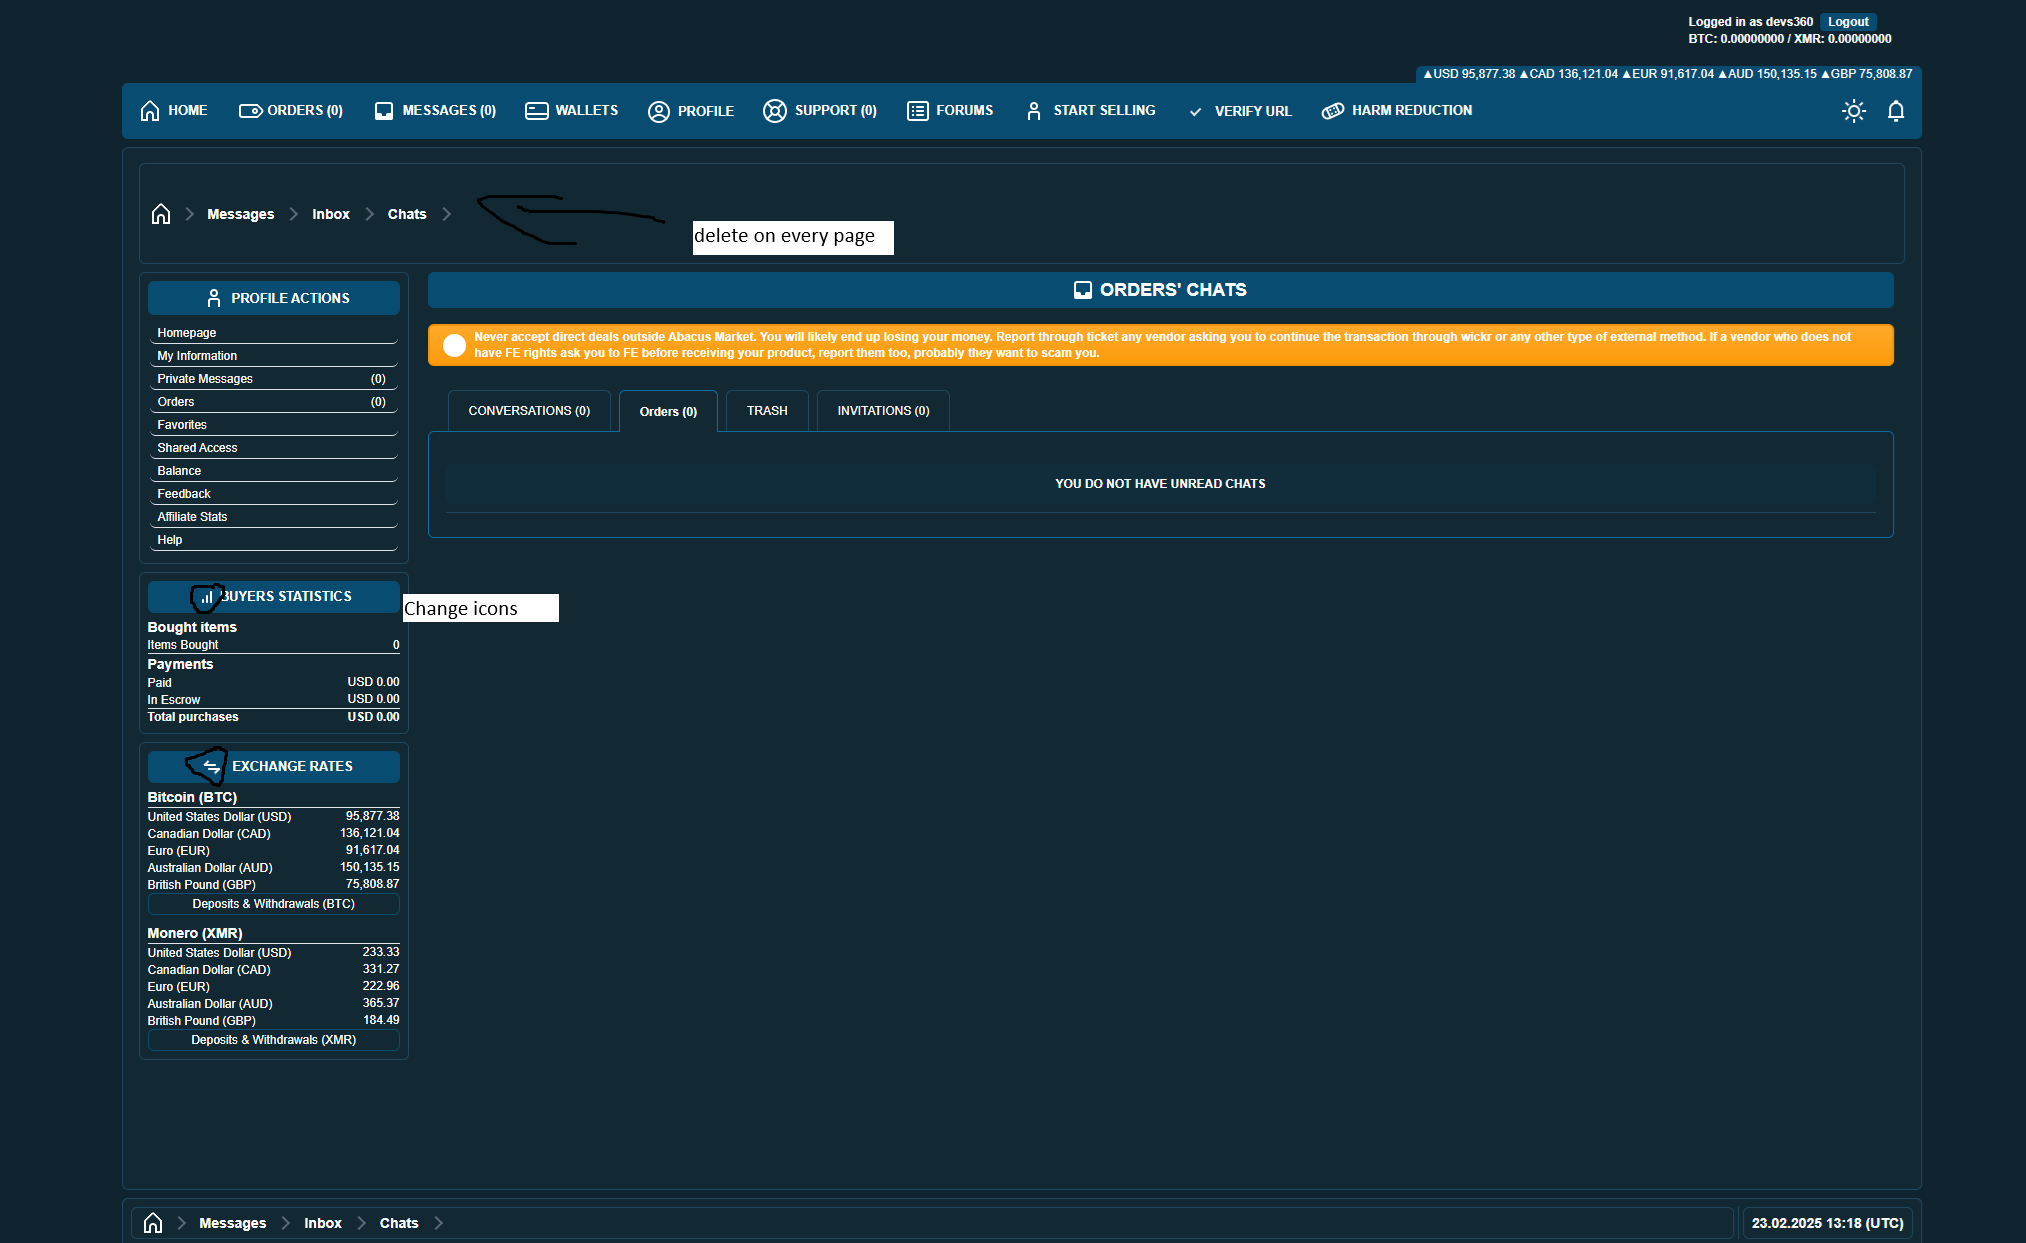 Logged in as devs360 Logout
BTC: 0.00000000 / XMR: 0.00000000
▲USD 95,877.38 ▲CAD 136,121.04 ▲EUR 91,617.04 ▲AUD 150,135.15 ▲GBP 75,808.87
HOME ORDERS (0) MESSAGES (0) WALLETS PROFILE SUPPORT (0) FORUMS START SELLING VERIFY URL HARM REDUCTION
Messages Inbox Chats
delete on every page
PROFILE ACTIONS
Homepage
My Information
Private Messages (0)
Orders (0)
Favorites
Shared Access
Balance
Feedback
Affiliate Stats
Help
BUYERS STATISTICS
Change icons
Bought items
Items Bought 0
Payments
Paid USD 0.00
In Escrow USD 0.00
Total purchases USD 0.00
EXCHANGE RATES
Bitcoin (BTC)
United States Dollar (USD) 95,877.38
Canadian Dollar (CAD) 136,121.04
Euro (EUR) 91,617.04
Australian Dollar (AUD) 150,135.15
British Pound (GBP) 75,808.87
Deposits & Withdrawals (BTC)
Monero (XMR)
United States Dollar (USD) 233.33
Canadian Dollar (CAD) 331.27
Euro (EUR) 222.96
Australian Dollar (AUD) 365.37
British Pound (GBP) 184.49
Deposits & Withdrawals (XMR)
ORDERS' CHATS
Never accept direct deals outside Abacus Market. You will likely end up losing your money. Report through ticket any vendor asking you to continue the transaction through wickr or any other type of external method. If a vendor who does not
have FE rights ask you to FE before receiving your product, report them too, probably they want to scam you.
CONVERSATIONS (0) Orders (0) TRASH INVITATIONS (0)
YOU DO NOT HAVE UNREAD CHATS
Messages Inbox Chats
23.02.2025 13:18 (UTC)